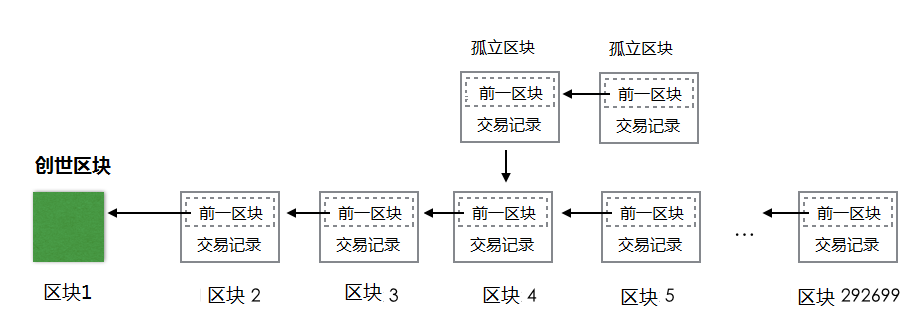 孤立区块
孤立区块
前一区块
前一区块
交易记录
交易记录
创世区块
前一区块
前一区块
前一区块
前一区块
前一区块
交易记录
交易记录
交易记录
交易记录
...
交易记录
区块1
区块 2
区块 3
区块 4
区块 5
区块 292699